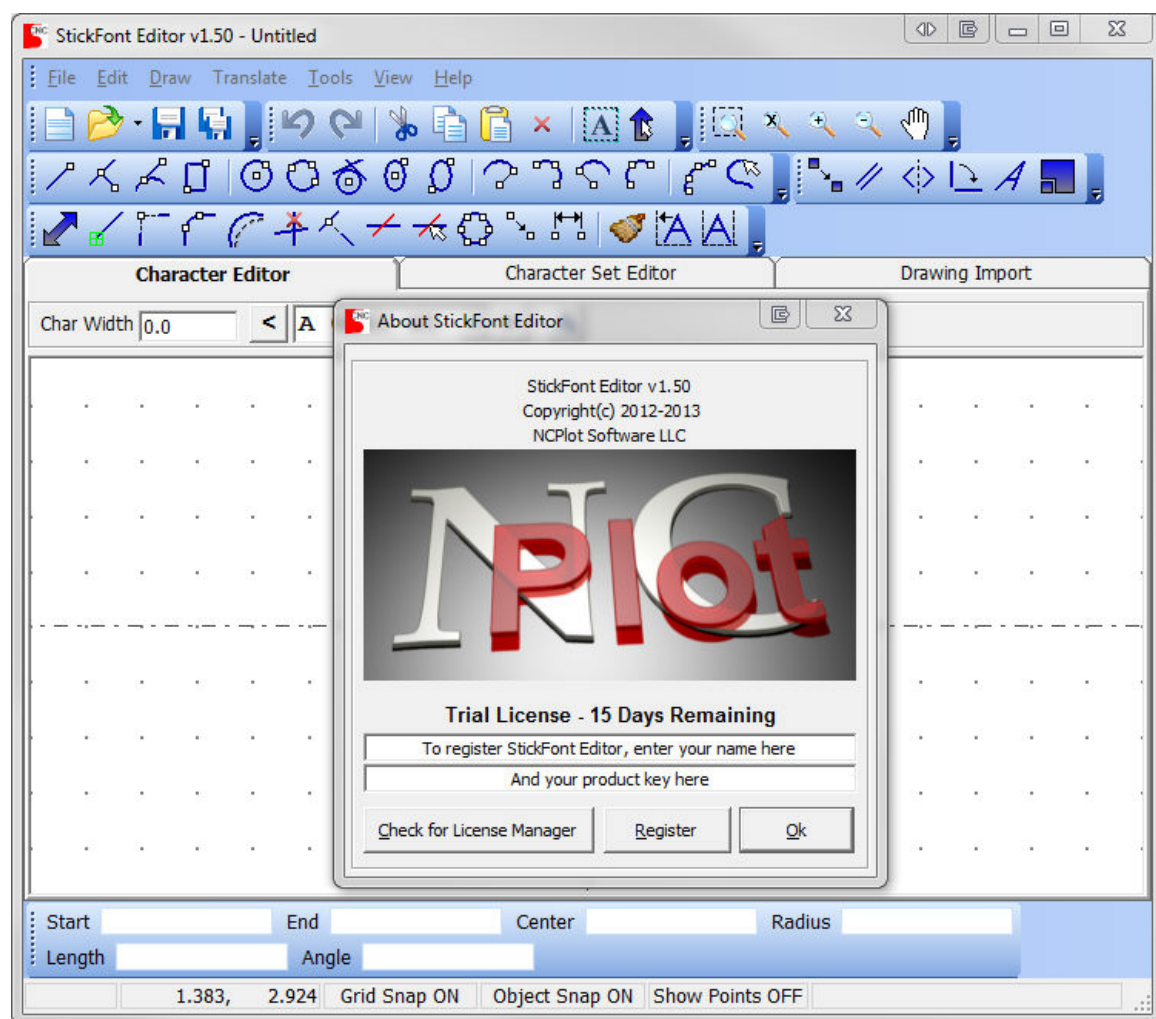 StickFont Editor v1.50 - Untitled
File Edit Draw Translate Tools View Help
Character Editor Character Set Editor Drawing Import
Char Width 0.0 < A
CNC About StickFont Editor
StickFont Editor v1.50
Copyright(c) 2012-2013
NCPlot Software LLC
NC
Plot
Trial License - 15 Days Remaining
To register StickFont Editor, enter your name here
And your product key here
Check for License Manager Register Ok
Start End Center Radius
Length Angle
1.383, 2.924 Grid Snap ON Object Snap ON Show Points OFF